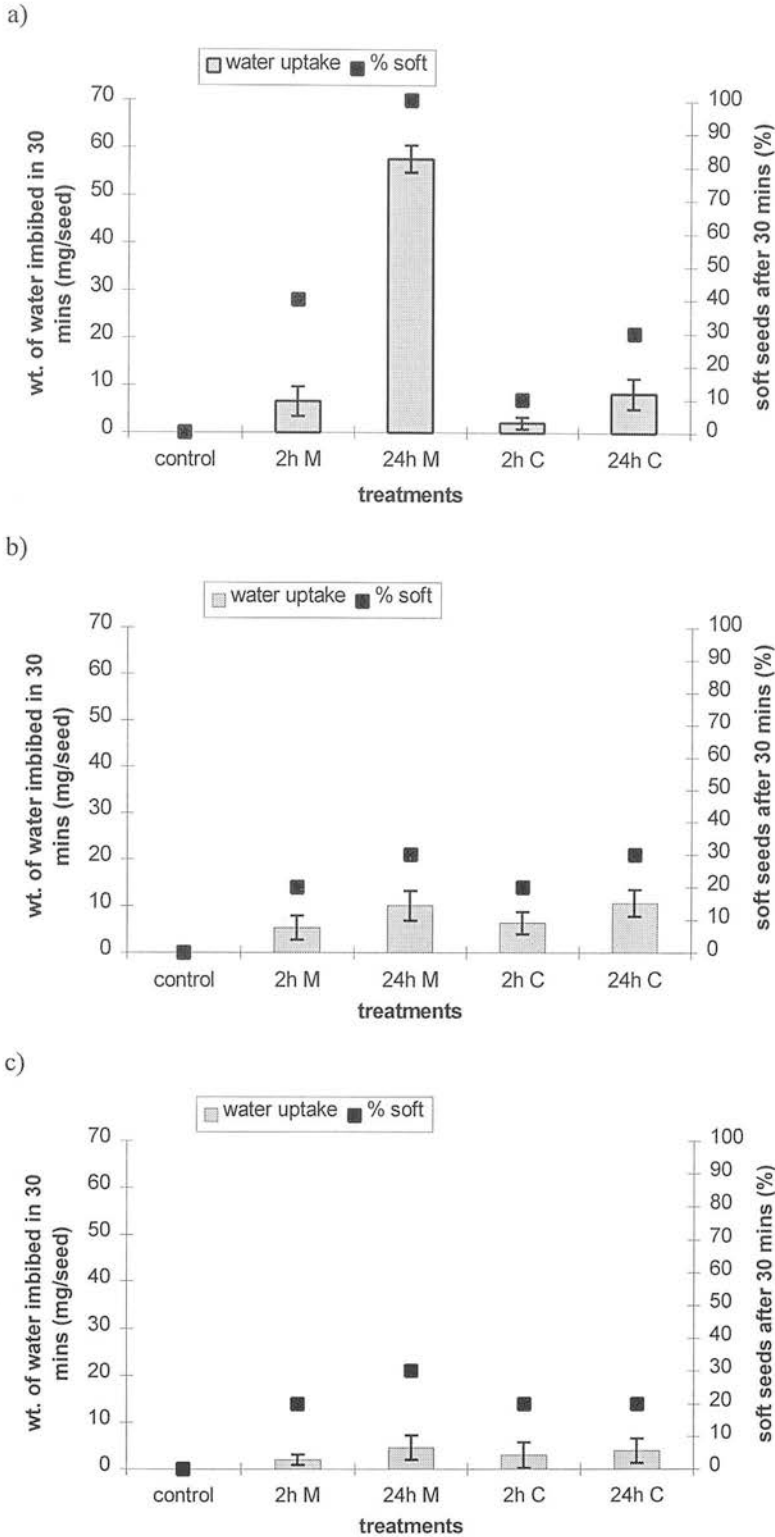 a)
water uptake % soft
wt. of water imbibed in 30
mins (mg/seed)
70
60
50
40
30
20
10
0
100
90
80
70
60
50
40
30
20
10
0
soft seeds after 30 mins (%)
control 2h M 24h M 2h C 24h C
treatments
b)
water uptake % soft
wt. of water imbibed in 30
mins (mg/seed)
70
60
50
40
30
20
10
0
100
90
80
70
60
50
40
30
20
10
0
soft seeds after 30 mins (%)
control 2h M 24h M 2h C 24h C
treatments
c)
water uptake % soft
wt. of water imbibed in 30
mins (mg/seed)
70
60
50
40
30
20
10
0
100
90
80
70
60
50
40
30
20
10
0
soft seeds after 30 mins (%)
control 2h M 24h M 2h C 24h C
treatments